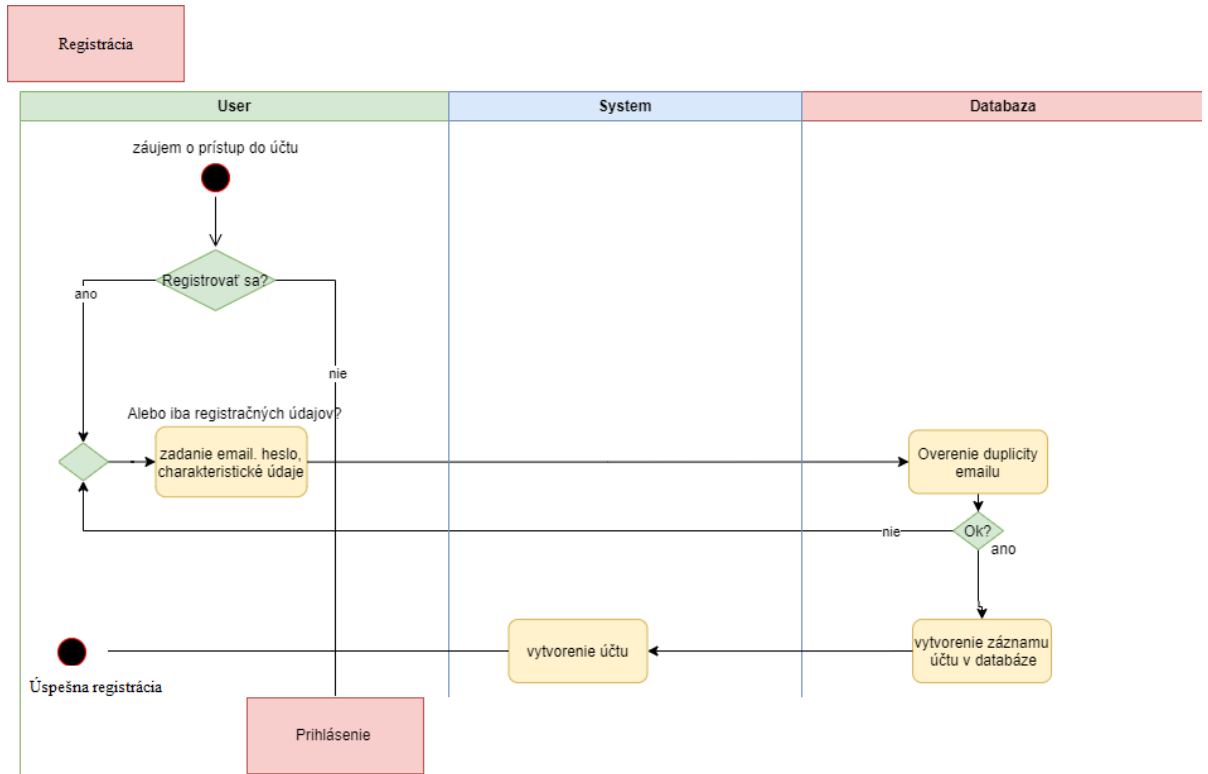 Registrácia
User
System
Databaza
záujem o prístup do účtu
Registrovať sa?
ano
nie
Alebo iba registračných údajov?
zadanie email. heslo,
charakteristické údaje
Overenie duplicity
emailu
nie
Ok?
ano
vytvorenie účtu
vytvorenie záznamu
účtu v databáze
Úspešna registrácia
Prihlásenie